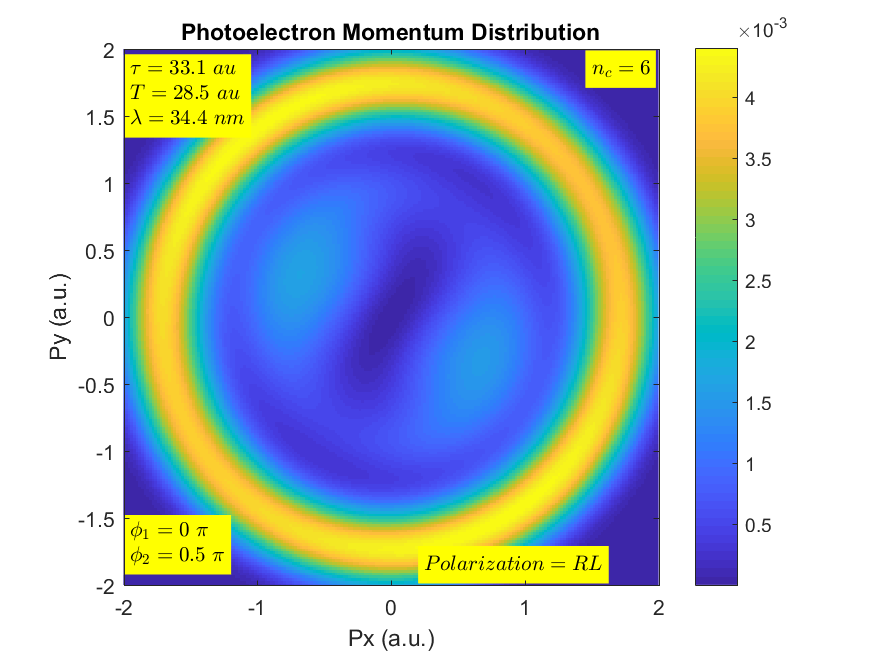 Photoelectron Momentum Distribution
×10⁻³
τ = 33.1 au
T = 28.5 au
λ = 34.4 nm
n_c = 6
2
1.5
1
0.5
0
-0.5
-1
-1.5
-2
Py (a.u.)
4
3.5
3
2.5
2
1.5
1
0.5
ϕ₁ = 0 π
ϕ₂ = 0.5 π
Polarization = RL
-2 -1 0 1 2
Px (a.u.)